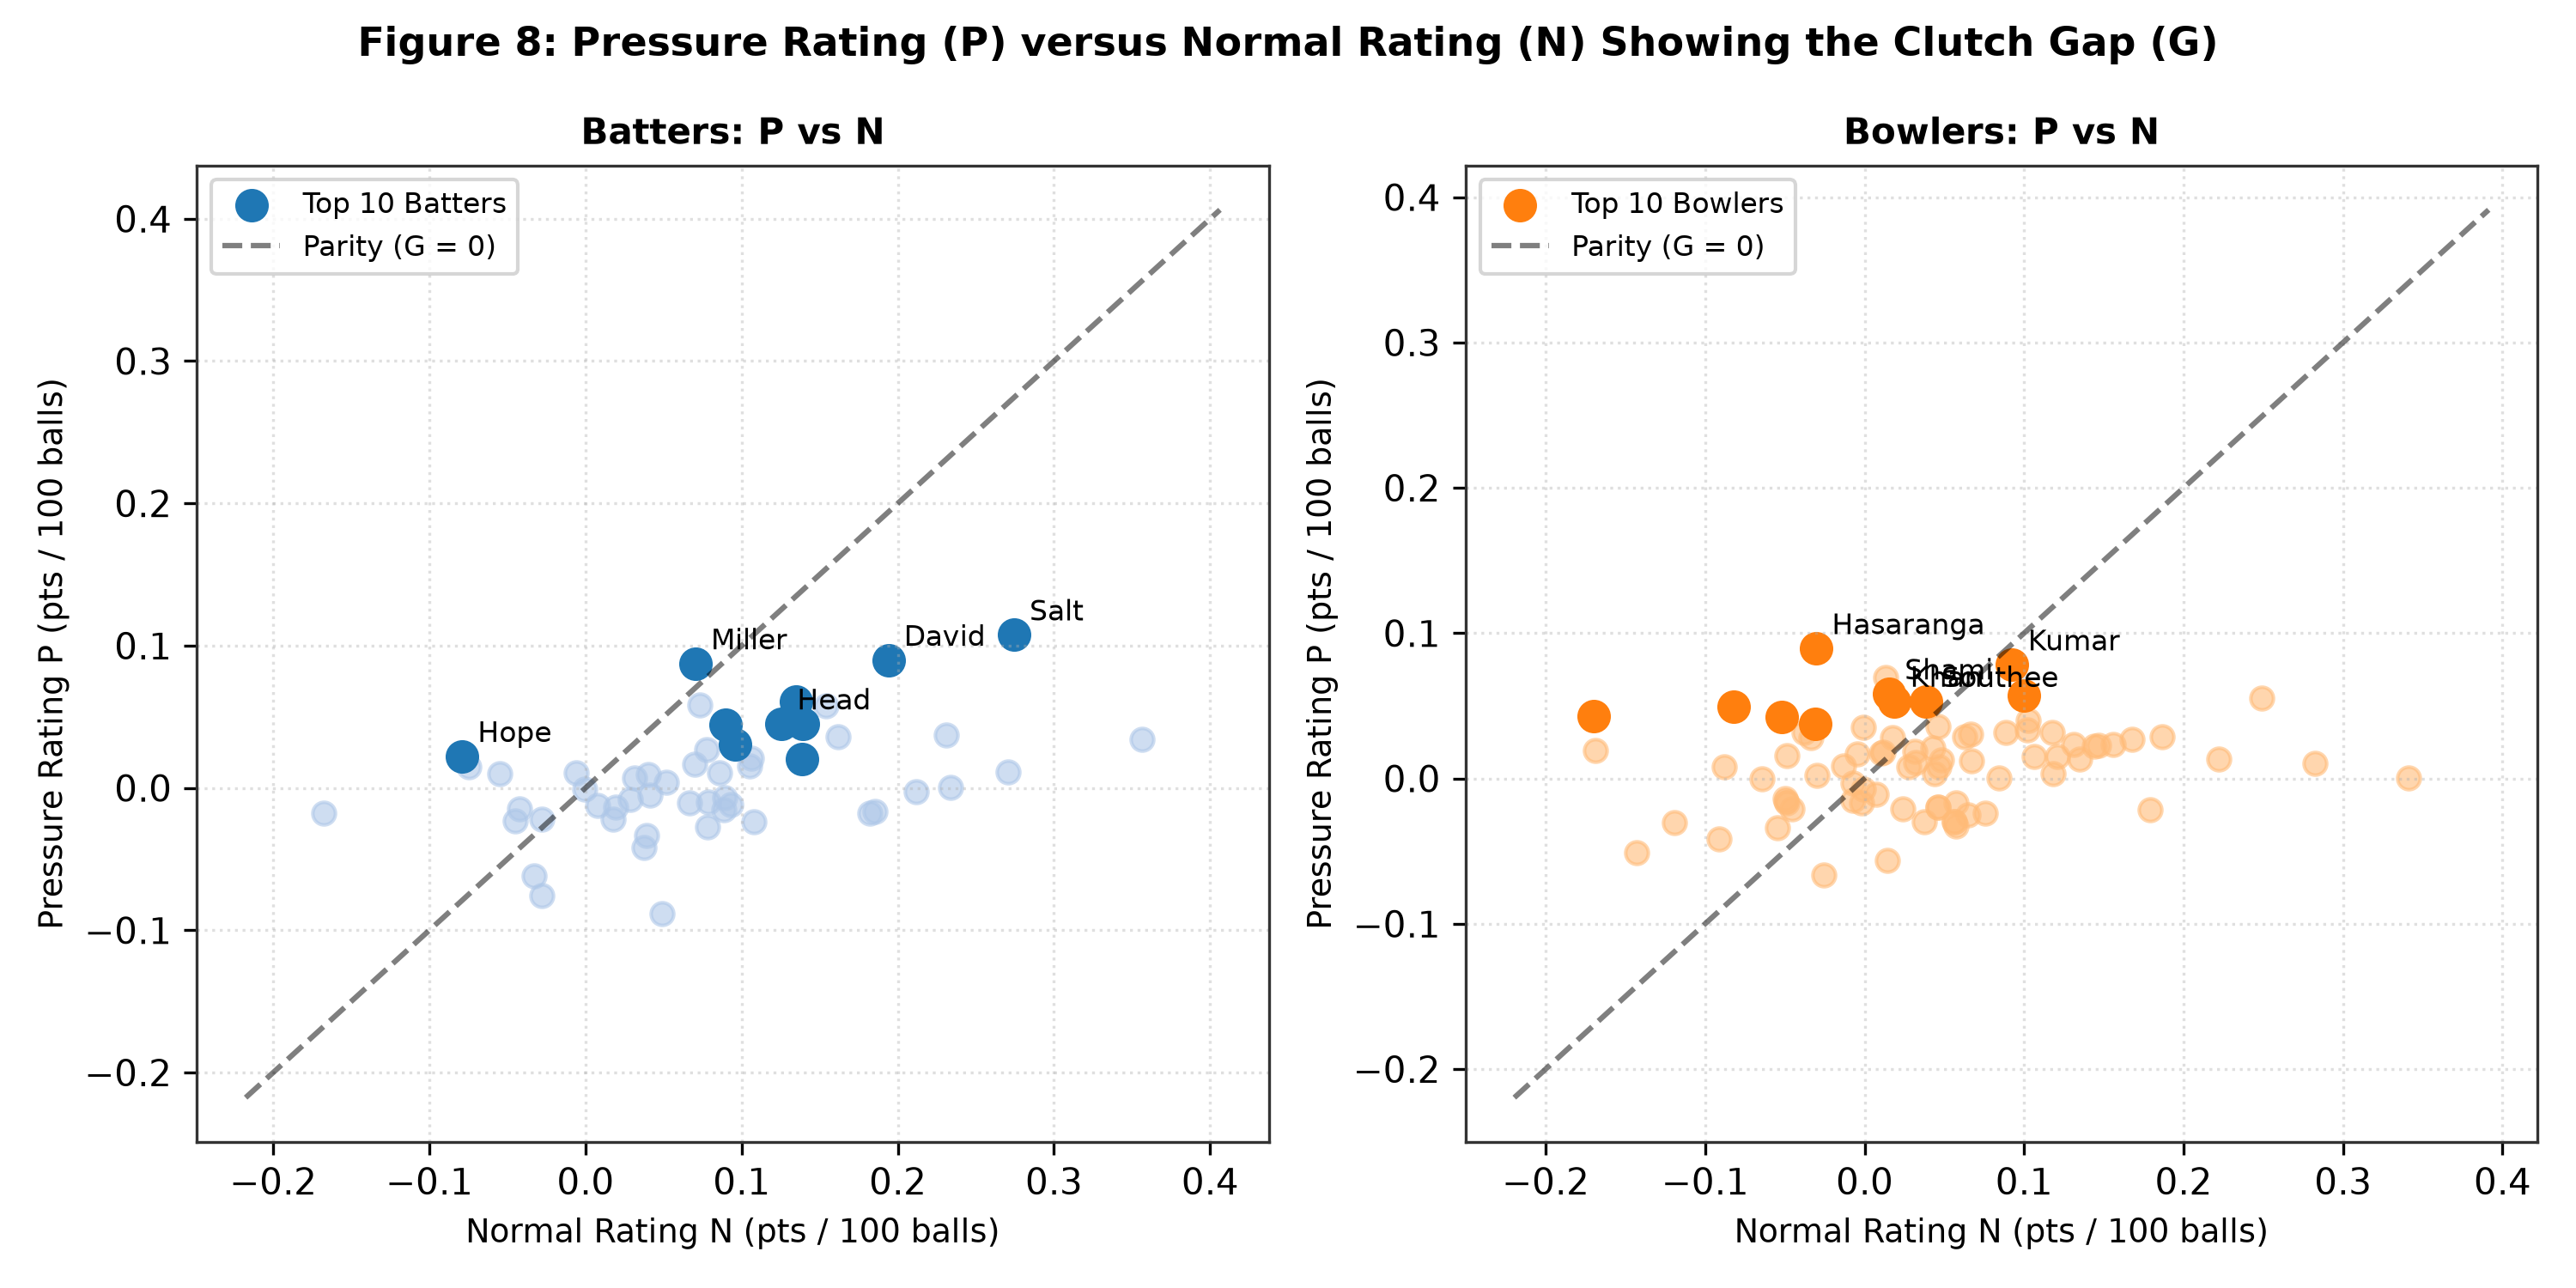 Figure 8: Pressure Rating (P) versus Normal Rating (N) Showing the Clutch Gap (G)
Batters: P vs N
Top 10 Batters
Parity (G = 0)
Pressure Rating P (pts / 100 balls)
0.4
0.3
0.2
0.1
0.0
−0.1
−0.2
Salt
David
Miller
Head
Hope
−0.2 −0.1 0.0 0.1 0.2 0.3 0.4
Normal Rating N (pts / 100 balls)
Bowlers: P vs N
Top 10 Bowlers
Parity (G = 0)
Pressure Rating P (pts / 100 balls)
0.4
0.3
0.2
0.1
0.0
−0.1
−0.2
Hasaranga
Kumar
Shami
Khan
Southee
−0.2 −0.1 0.0 0.1 0.2 0.3 0.4
Normal Rating N (pts / 100 balls)